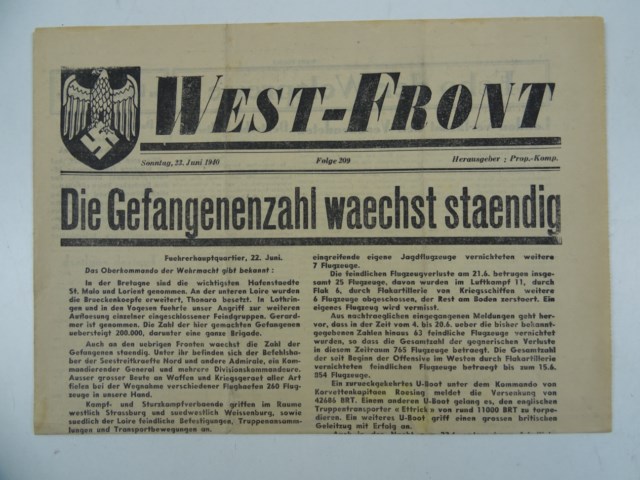 WEST-FRONT
Sonntag, 23. Juni 1940 Folge 209 Herausgeber : Prop.-Komp.
Die Gefangenenzahl waechst staendig
Fuehrerhauptquartier, 22. Juni.
Das Oberkommando der Wehrmacht gibt bekannt :
In der Bretagne sind die wichtigsten Hafenstaedte
St. Malo und Lorient genommen. An der unteren Loire wurden
die Brueckenkoepfe erweitert, Thouars besetzt. In Lothrin-
gen und in den Vogesen fuehrte unser Angriff zur weiteren
Aufloesung einzelner eingeschlossener Feindgruppen. Gerard-
mer ist genommen. Die Zahl der hier gemachten Gefangenen
uebersteigt 200.000, darunter eine ganze Brigade.
Auch an den uebrigen Fronten waechst die Zahl der
Gefangenen staendig. Unter ihr befinden sich der Befehlsha-
ber der Seestreitkraefte Nord und andere Admirale, ein Kom-
mandierender General und mehrere Divisionskommandeure.
Ausser grosser Beute an Waffen und Kriegsgeraet aller Art
fielen bei der Wegnahme verschiedener Flughaefen 260 Flug-
zeuge in unsere Hand.
Kampf- und Sturzkampfverbaende griffen im Raume
westlich Strassburg und suedwestlich Weissenburg, sowie
suedlich der Loire feindliche Befestigungen, Truppenansamm-
lungen und Transportbewegungen an.
eingreifende eigene Jagdflugzeuge vernichteten weitere
7 Flugzeuge.
Die feindlichen Flugzeugverluste am 21.6. betrugen insge-
samt 25 Flugzeuge, davon wurden im Luftkampf 11, durch
Flak 6, durch Flakartillerie von Kriegsschiffen weitere
6 Flugzeuge abgeschossen, der Rest am Boden zerstoert. Ein
eigenes Flugzeug wird vermisst.
Aus nachtraeglichen eingegangenen Meldungen geht her-
vor, dass in der Zeit vom 4. bis 20.6. ueber die bisher bekannt-
gegebenen Zahlen hinaus 63 feindliche Flugzeuge vernichtet
wurden, so dass die Gesamtzahl der gegnerischen Verluste
in diesem Zeitraum 765 Flugzeuge betraegt. Die Gesamtzahl
der seit Beginn der Offensive im Westen durch Flakartillerie
vernichteten feindlichen Flugzeuge betraegt bis zum 15.6.
854 Flugzeuge.
Ein zurueckgekehrtes U-Boot unter dem Kommando von
Korvettenkapitaen Roesing meldet die Versenkung von
42686 BRT. Einem anderen U-Boot gelang es, den englischen
Truppentransporter « Ettrick » von rund 11000 BRT zu torpe-
dieren. Ein weiteres U-Boot griff einen grossen britischen
Geleitzug mit Erfolg an.